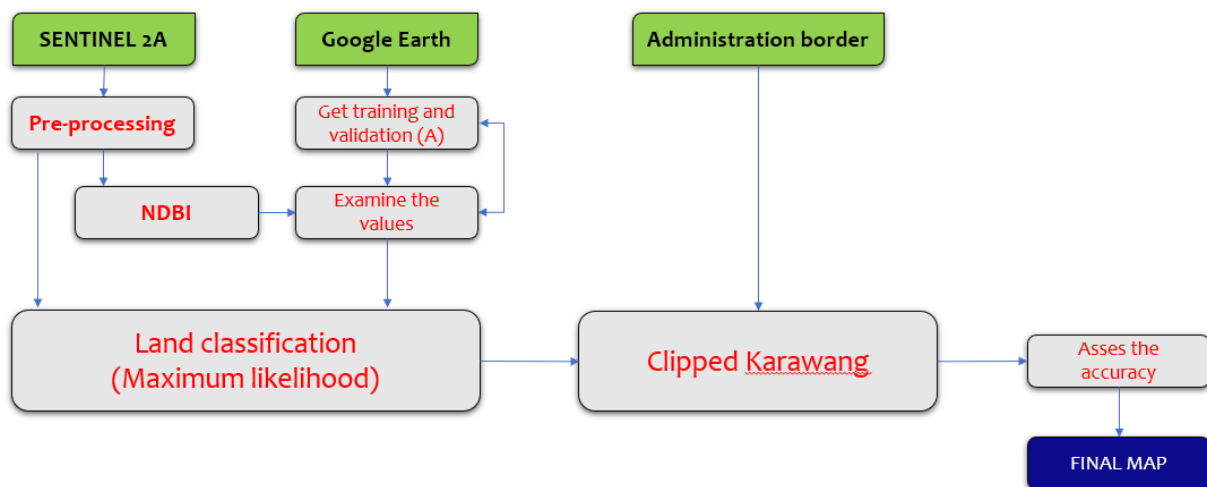 SENTINEL 2A
Google Earth
Administration border
Pre-processing
Get training and
validation (A)
NDBI
Examine the
values
Land classification
(Maximum likelihood)
Clipped Karawang
Asses the
accuracy
FINAL MAP